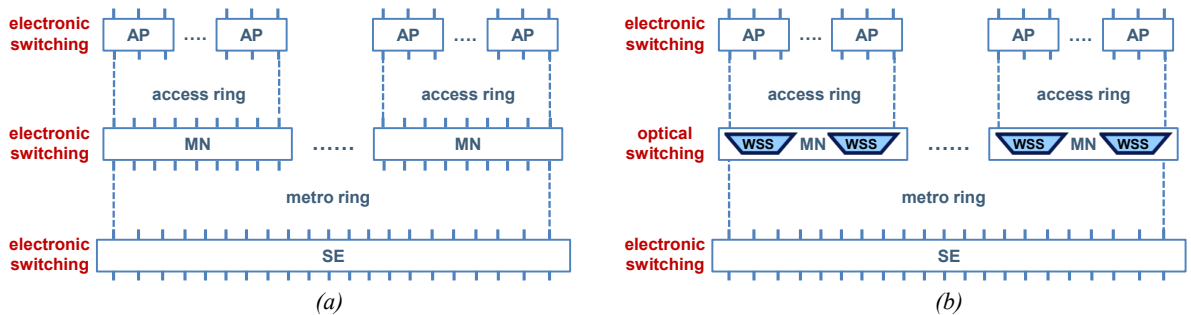 electronic switching AP .... AP AP .... AP
access ring access ring
electronic switching MN ...... MN
metro ring
electronic switching SE
(a)
electronic switching AP .... AP AP .... AP
access ring access ring
optical switching WSS MN WSS ...... WSS MN WSS
metro ring
electronic switching SE
(b)